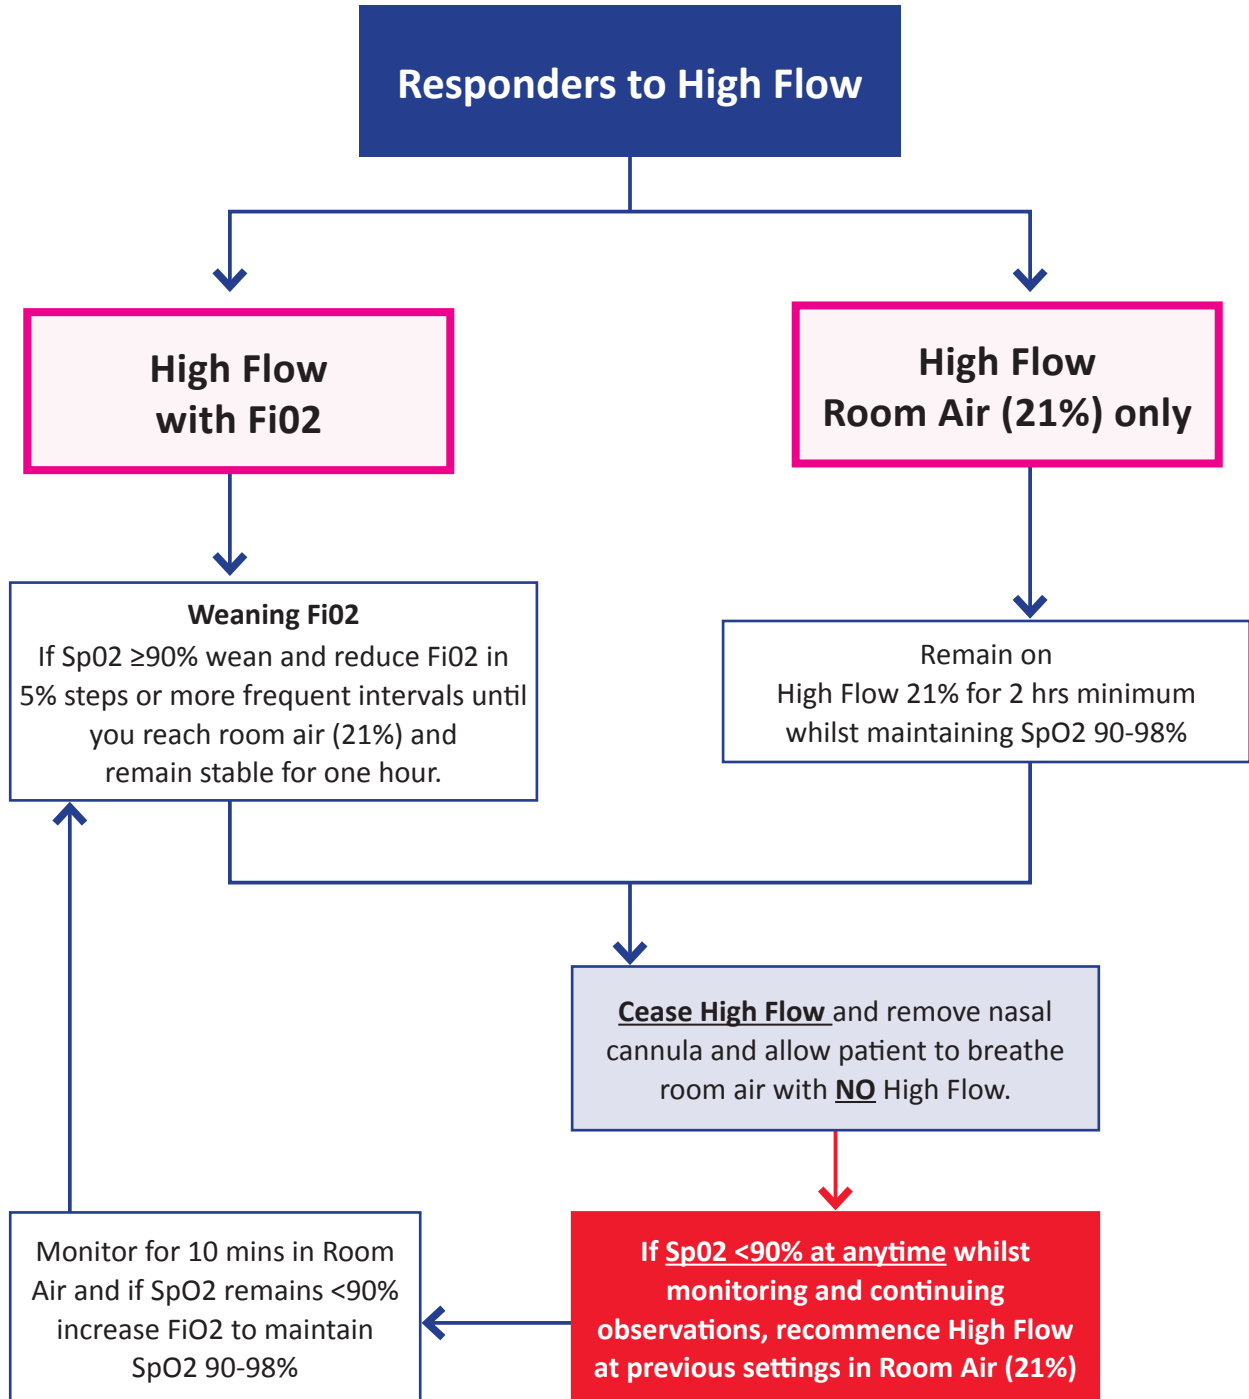 Responders to High Flow
High Flow
with Fi02
High Flow
Room Air (21%) only
Weaning Fi02
If Sp02 ≥90% wean and reduce Fi02 in
5% steps or more frequent intervals until
you reach room air (21%) and
remain stable for one hour.
Remain on
High Flow 21% for 2 hrs minimum
whilst maintaining SpO2 90-98%
Cease High Flow and remove nasal
cannula and allow patient to breathe
room air with NO High Flow.
If Sp02 <90% at anytime whilst
monitoring and continuing
observations, recommence High Flow
at previous settings in Room Air (21%)
Monitor for 10 mins in Room
Air and if SpO2 remains <90%
increase FiO2 to maintain
SpO2 90-98%